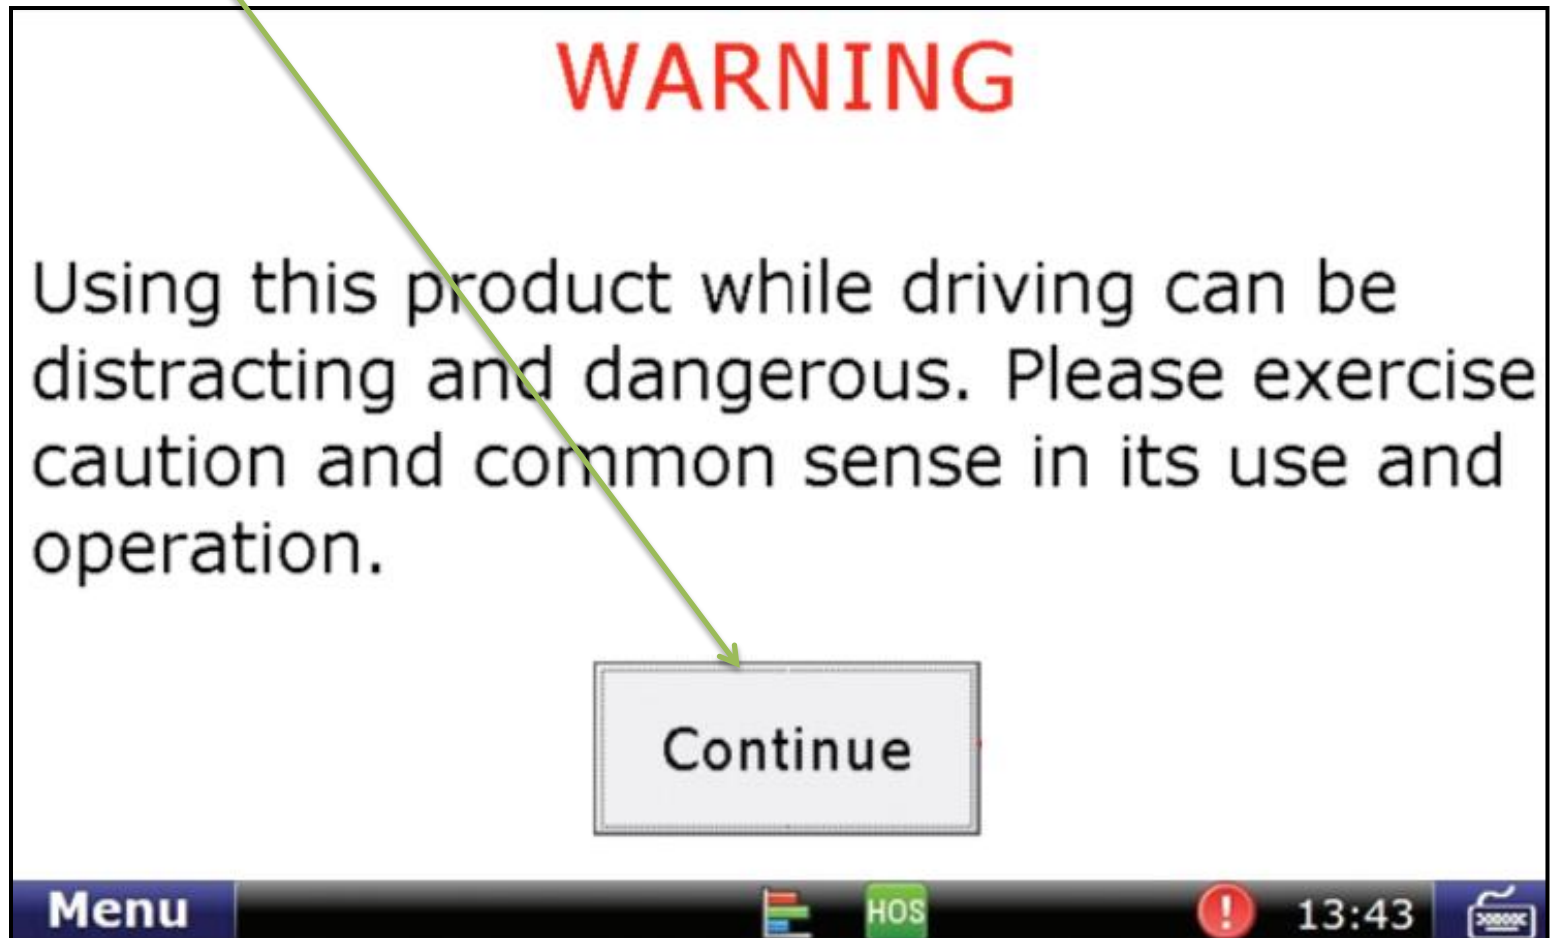 WARNING
Using this product while driving can be
distracting and dangerous. Please exercise
caution and common sense in its use and
operation.
Continue
Menu
HOS
!
13:43